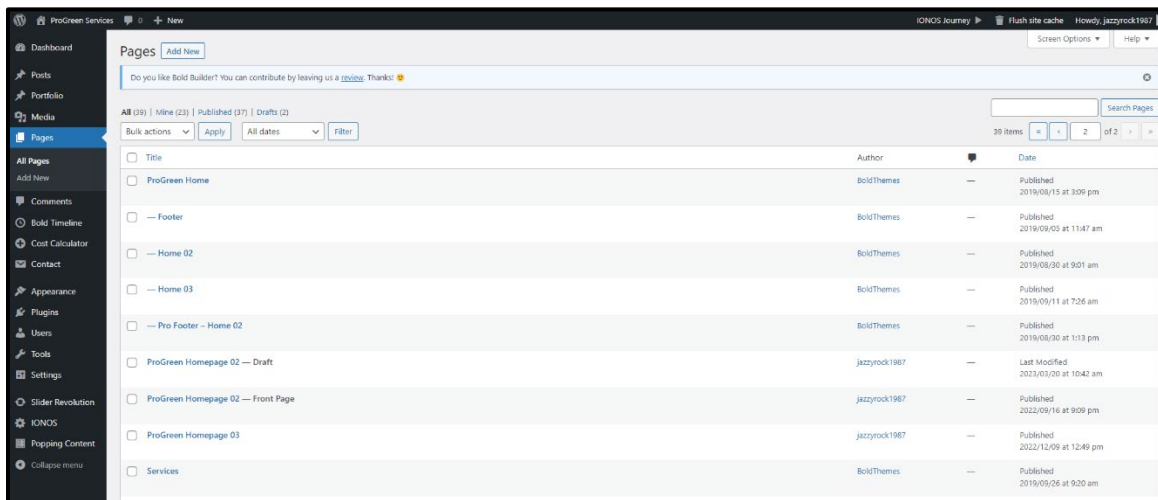 ProGreen Services 0 + New IONOS Journey Flush site cache Howdy, jazzyrock1987
Screen Options Help
Dashboard
Posts
Portfolio
Media
Pages
All Pages
Add New
Comments
Bold Timeline
Cost Calculator
Contact
Appearance
Plugins
Users
Tools
Settings
Slider Revolution
IONOS
Popping Content
Collapse menu
Pages Add New
Do you like Bold Builder? You can contribute by leaving us a review. Thanks!
All (39) | Mine (23) | Published (37) | Drafts (2)
Search Pages
Bulk actions Apply All dates Filter
39 items « ‹ 2 of 2 › »
Title Author Date
ProGreen Home BoldThemes — Published
2019/08/15 at 3:09 pm
— Footer BoldThemes — Published
2019/09/05 at 11:47 am
— Home 02 BoldThemes — Published
2019/08/30 at 9:01 am
— Home 03 BoldThemes — Published
2019/09/11 at 7:26 am
— Pro Footer – Home 02 BoldThemes — Published
2019/08/30 at 1:13 pm
ProGreen Homepage 02 — Draft jazzyrock1987 — Last Modified
2023/03/20 at 10:42 am
ProGreen Homepage 02 — Front Page jazzyrock1987 — Published
2022/09/16 at 9:09 pm
ProGreen Homepage 03 jazzyrock1987 — Published
2022/12/09 at 12:49 pm
Services BoldThemes — Published
2019/09/26 at 9:20 am